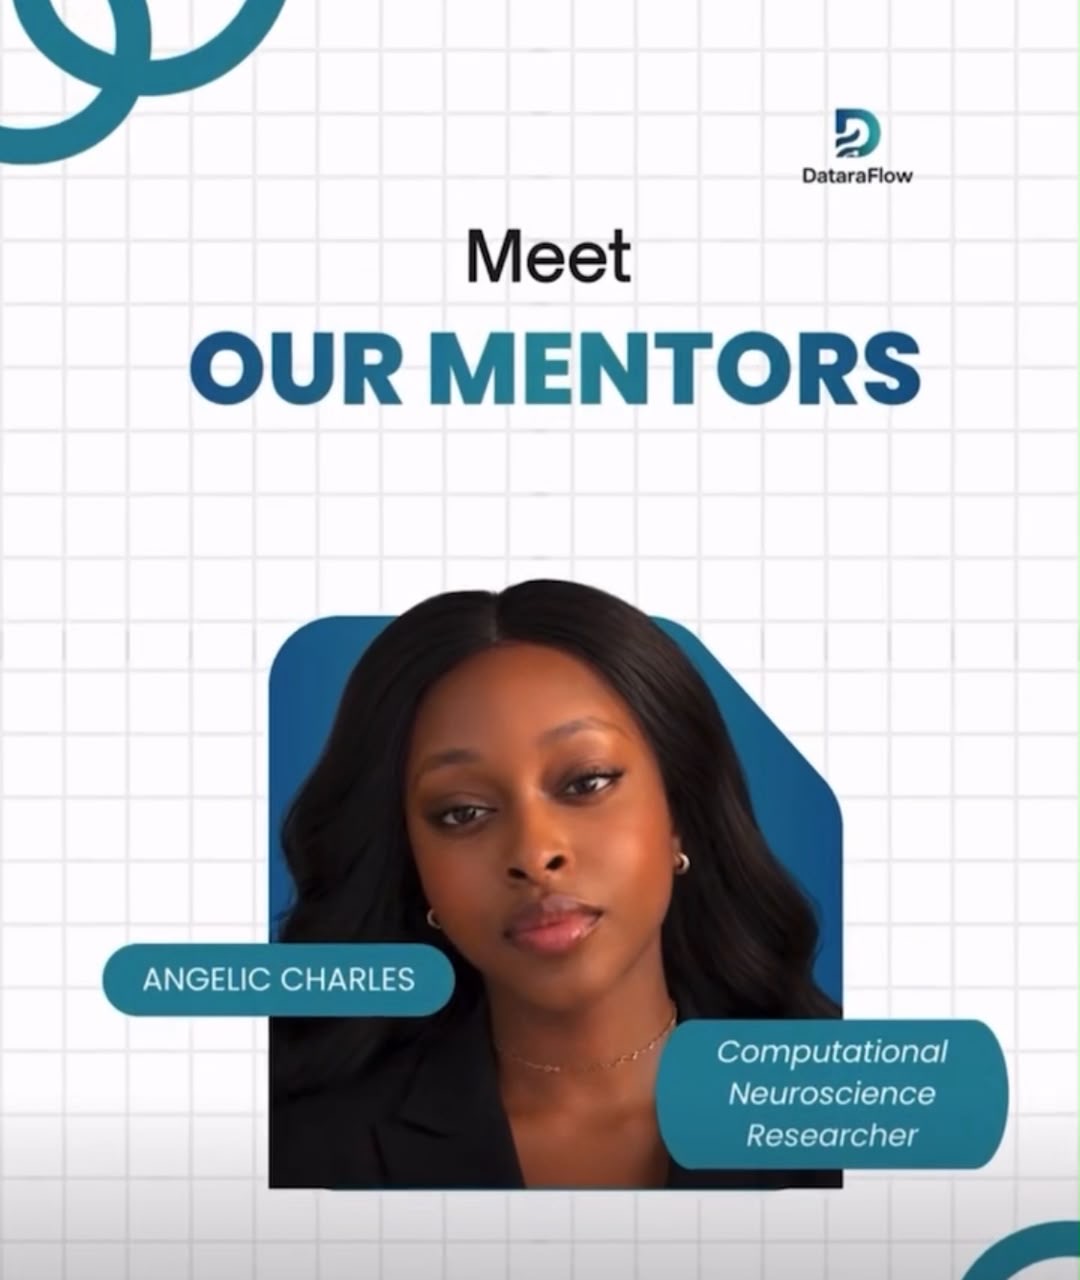 DataraFlow
Meet
OUR MENTORS
ANGELIC CHARLES
Computational
Neuroscience
Researcher